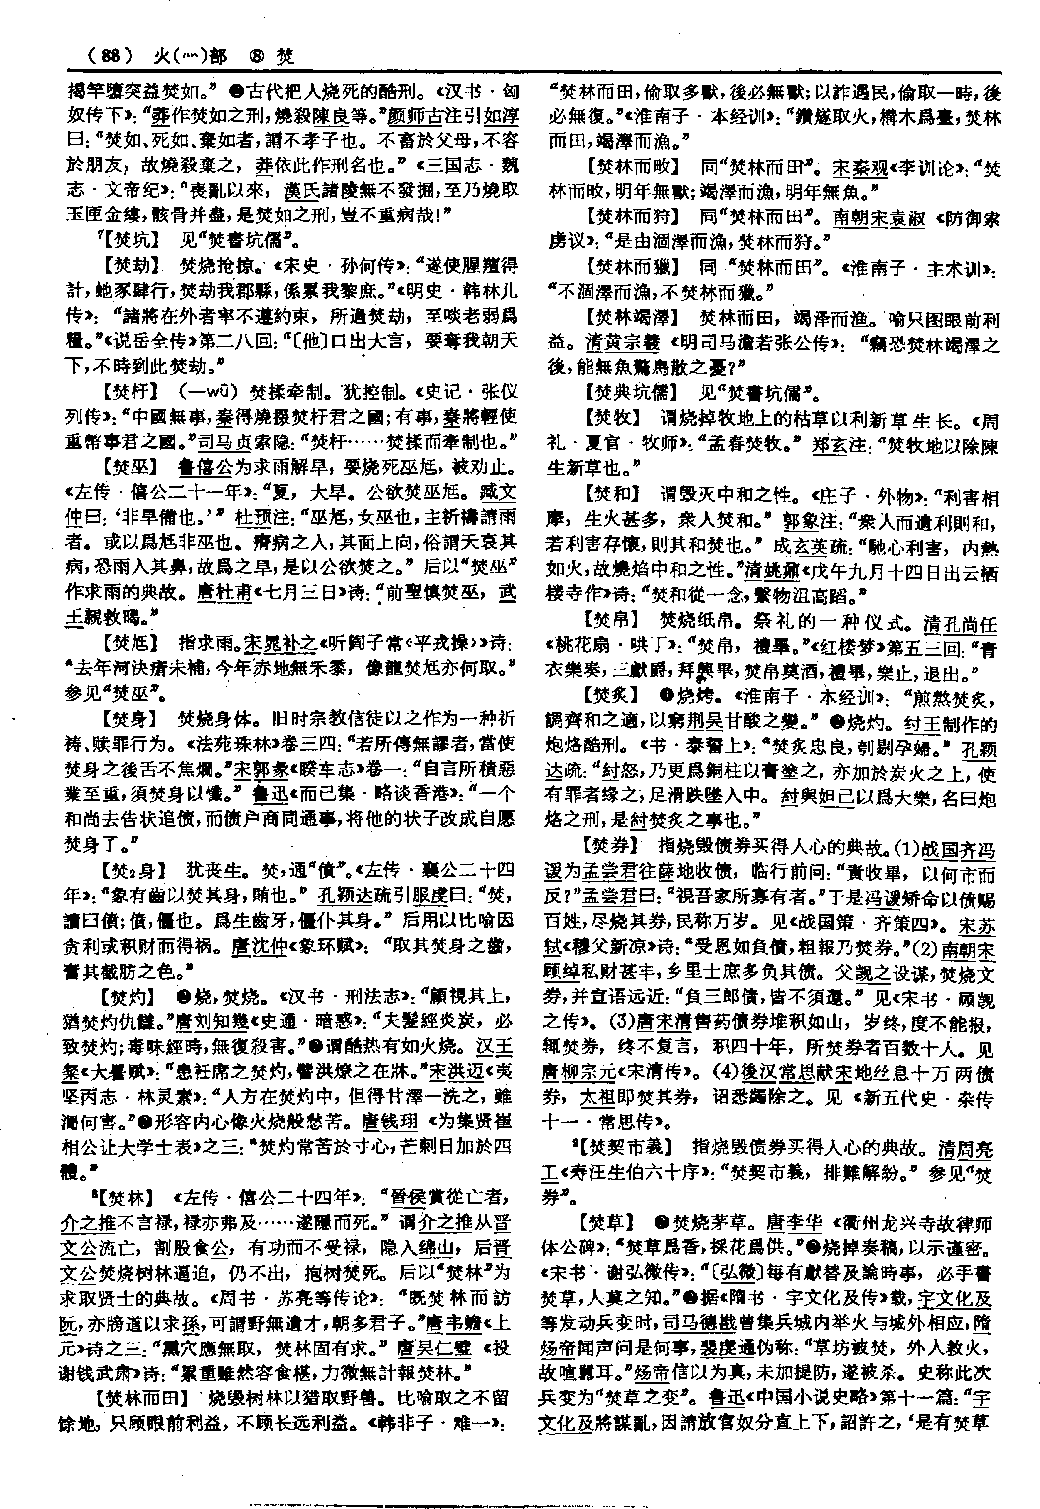 （88） 火（灬）部 ⑧ 焚
揭竿墮突益焚如。”❷古代把人烧死的酷刑。《汉书·匈
奴传下》：“莽作焚如之刑，燒殺陳良等。”颜师古注引如淳
曰：“焚如、死如、棄如者，謂不孝子也。不畜於父母，不容
於朋友，故燒殺棄之，莽依此作刑名也。”《三国志·魏
志·文帝纪》：“喪亂以來，漢氏諸陵無不發掘，至乃燒取
玉匣金縷，骸骨并盡，是焚如之刑，豈不重痛哉！”
【焚坑】 见“焚書坑儒”。
【焚劫】 焚烧抢掠。《宋史·孙何传》：“遂使腥羶得
計，虵豕肆行，焚劫我郡縣，係累我黎庶。”《明史·韩林儿
传》：“諸將在外者率不遵約束，所過焚劫，至啖老弱爲
糧。”《说岳全传》第二八回：“〔他〕口出大言，要奪我朝天
下，不時到此焚劫。”
【焚杅】 （—wū）焚揉牵制。犹控制。《史记·张仪
列传》：“中國無事，秦得燒掇焚杅君之國；有事，秦將輕使
重幣事君之國。”司马贞索隐：“焚杅……焚揉而牽制也。”
【焚巫】 鲁僖公为求雨解旱，要烧死巫尪，被劝止。
《左传·僖公二十一年》：“夏，大旱。公欲焚巫尪。臧文
仲曰：‘非旱備也。’”杜预注：“巫尪，女巫也，主祈禱請雨
者。或以爲尪非巫也。瘠病之人，其面上向，俗謂天哀其
病，恐雨入其鼻，故爲之旱，是以公欲焚之。”后以“焚巫”
作求雨的典故。唐杜甫《七月三日》诗：“前聖慎焚巫，武
王親救暍。”
【焚尪】 指求雨。宋晁补之《听阎子常〈平戎操〉》诗：
“去年河決瘡未補，今年赤地無禾黍，像龍焚尪亦何取。”
参见“焚巫”。
【焚身】 焚烧身体。旧时宗教信徒以之作为一种祈
祷、赎罪行为。《法苑珠林》卷三四：“若所傳無謬者，當使
焚身之後舌不焦爛。”宋郭彖《睽车志》卷一：“自言所積惡
業至重，須焚身以懺。”鲁迅《而已集·略谈香港》：“一个
和尚去告状追债，而债户商同通事，将他的状子改成自愿
焚身了。”
【焚₂身】 犹丧生。焚，通“僨”。《左传·襄公二十四
年》：“象有齒以焚其身，賄也。”孔颖达疏引服虔曰：“焚，
讀曰僨；僨，僵也。爲生齒牙，僵仆其身。”后用以比喻因
贪利或积财而得祸。唐沈仲《象环赋》：“取其焚身之齒，
奮其截肪之色。”
【焚灼】 ❶烧，焚烧。《汉书·刑法志》：“顧視其上，
猶焚灼仇讎。”唐刘知幾《史通·暗惑》：“夫髮經炎炭，必
致焚灼；毒味經時，無復殺害。”❷谓酷热有如火烧。汉王
粲《大暑赋》：“患衽席之焚灼，譬洪燎之在牀。”宋洪迈《夷
坚丙志·林灵素》：“人方在焚灼中，但得甘澤一洗之，雖
濁何害。”❸形容内心像火烧般愁苦。唐钱珝《为集贤崔
相公让大学士表》之三：“焚灼常苦於寸心，芒刺日加於四
體。”
【焚林】 《左传·僖公二十四年》：“晉侯賞從亡者，
介之推不言禄，禄亦弗及……遂隱而死。”谓介之推从晋
文公流亡，割股食公，有功而不受禄，隐入绵山，后晋
文公焚烧树林逼迫，仍不出，抱树焚死。后以“焚林”为
求取贤士的典故。《周书·苏亮等传论》：“既焚林而訪
阮，亦牓道以求孫，可謂野無遺才，朝多君子。”唐韦瞻《上
元》诗之三：“熏穴應無取，焚林固有求。”唐吴仁璧《投
谢钱武肃》诗：“累重雖然容食椹，力微無計報焚林。”
【焚林而田】 烧毁树林以猎取野兽。比喻取之不留
馀地，只顾眼前利益，不顾长远利益。《韩非子·难一》：
“焚林而田，偷取多獸，後必無獸；以詐遇民，偷取一時，後
必無復。”《淮南子·本经训》：“鑽燧取火，構木爲臺，焚林
而田，竭澤而漁。”
【焚林而畋】 同“焚林而田”。宋秦观《李训论》：“焚
林而畋，明年無獸；竭澤而漁，明年無魚。”
【焚林而狩】 同“焚林而田”。南朝宋袁淑《防御索
虏议》：“是由涸澤而漁，焚林而狩。”
【焚林而獵】 同“焚林而田”。《淮南子·主术训》：
“不涸澤而漁，不焚林而獵。”
【焚林竭澤】 焚林而田，竭泽而渔。喻只图眼前利
益。清黄宗羲《明司马澹若张公传》：“竊恐焚林竭澤之
後，能無魚驚鳥散之憂？”
【焚典坑儒】 见“焚書坑儒”。
【焚牧】 谓烧掉牧地上的枯草以利新草生长。《周
礼·夏官·牧师》：“孟春焚牧。”郑玄注：“焚牧地以除陳
生新草也。”
【焚和】 谓毁灭中和之性。《庄子·外物》：“利害相
摩，生火甚多，衆人焚和。”郭象注：“衆人而遺利則和，
若利害存懷，則其和焚也。”成玄英疏：“馳心利害，内熱
如火，故燒焰中和之性。”清姚鼐《戊午九月十四日出云栖
楼寺作》诗：“焚和從一念，繫物沮高蹈。”
【焚帛】 焚烧纸帛。祭礼的一种仪式。清孔尚任
《桃花扇·哄丁》：“焚帛，禮畢。”《红楼梦》第五三回：“青
衣樂奏，三獻爵，拜興畢，焚帛奠酒，禮畢，樂止，退出。”
【焚炙】 ❶烧烤。《淮南子·本经训》：“煎熬焚炙，
調齊和之適，以窮荆吴甘酸之變。”❷烧灼。纣王制作的
炮烙酷刑。《书·泰誓上》：“焚炙忠良，刳剔孕婦。”孔颖
达疏：“紂怒，乃更爲銅柱以膏塗之，亦加於炭火之上，使
有罪者缘之，足滑跌墜入中。紂與妲己以爲大樂，名曰炮
烙之刑，是紂焚炙之事也。”
【焚券】 指烧毁债券买得人心的典故。（1）战国齐冯
谖为孟尝君往薛地收债，临行前问：“責收畢，以何市而
反？”孟尝君曰：“視吾家所寡有者。”于是冯谖矫命以债赐
百姓，尽烧其券，民称万岁。见《战国策·齐策四》。宋苏
轼《穆父新凉》诗：“受恩如負債，粗報乃焚券。”（2）南朝宋
顾绰私财甚丰，乡里士庶多负其债。父觊之设谋，焚烧文
券，并宣语远近：“負三郎債，皆不須還。”见《宋书·顾觊
之传》。（3）唐宋清售药债券堆积如山，岁终，度不能报，
辄焚券，终不复言，积四十年，所焚券者百数十人。见
唐柳宗元《宋清传》。（4）後汉常思献宋地丝息十万两债
券，太祖即焚其券，诏悉蠲除之。见《新五代史·杂传
十一·常思传》。
【焚契市義】 指烧毁债券买得人心的典故。清周亮
工《寿汪生伯六十序》：“焚契市義，排難解紛。”参见“焚
券”。
【焚草】 ❶焚烧茅草。唐李华《衢州龙兴寺故律师
体公碑》：“焚草爲香，採花爲供。”❷烧掉奏稿，以示谨密。
《宋书·谢弘微传》：“〔弘微〕每有獻替及論時事，必手書
焚草，人莫之知。”❸据《隋书·宇文化及传》载，宇文化及
等发动兵变时，司马德戡曾集兵城内举火与城外相应，隋
炀帝闻声问是何事，裴虔通伪称：“草坊被焚，外人救火，
故喧囂耳。”炀帝信以为真，未加提防，遂被杀。史称此次
兵变为“焚草之变”。鲁迅《中国小说史略》第十一篇：“宇
文化及將謀亂，因請放官奴分直上下，詔許之，‘是有焚草